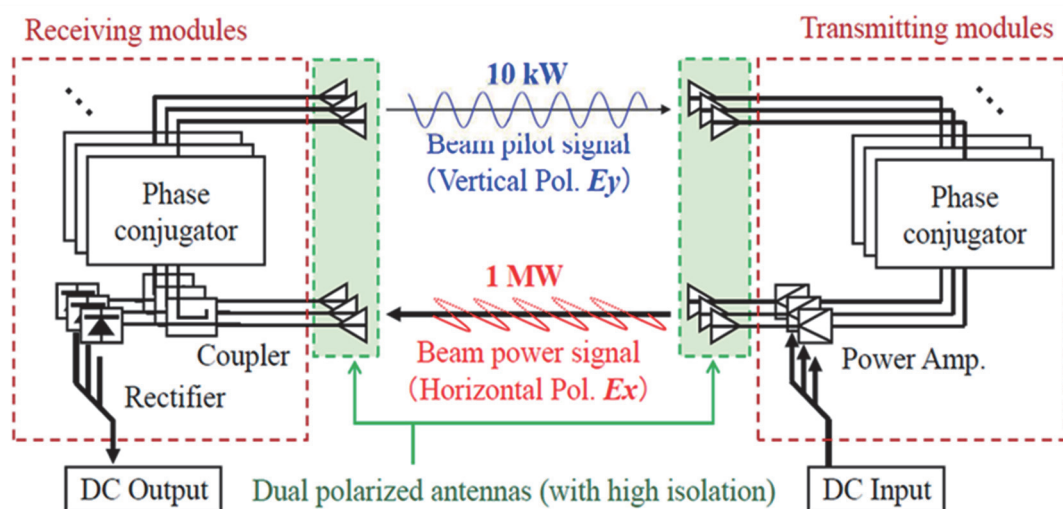 Receiving modules
Transmitting modules
10 kW
Beam pilot signal
(Vertical Pol. Ey)
Phase
conjugator
Phase
conjugator
1 MW
Beam power signal
(Horizontal Pol. Ex)
Coupler
Rectifier
Power Amp.
DC Output
Dual polarized antennas (with high isolation)
DC Input